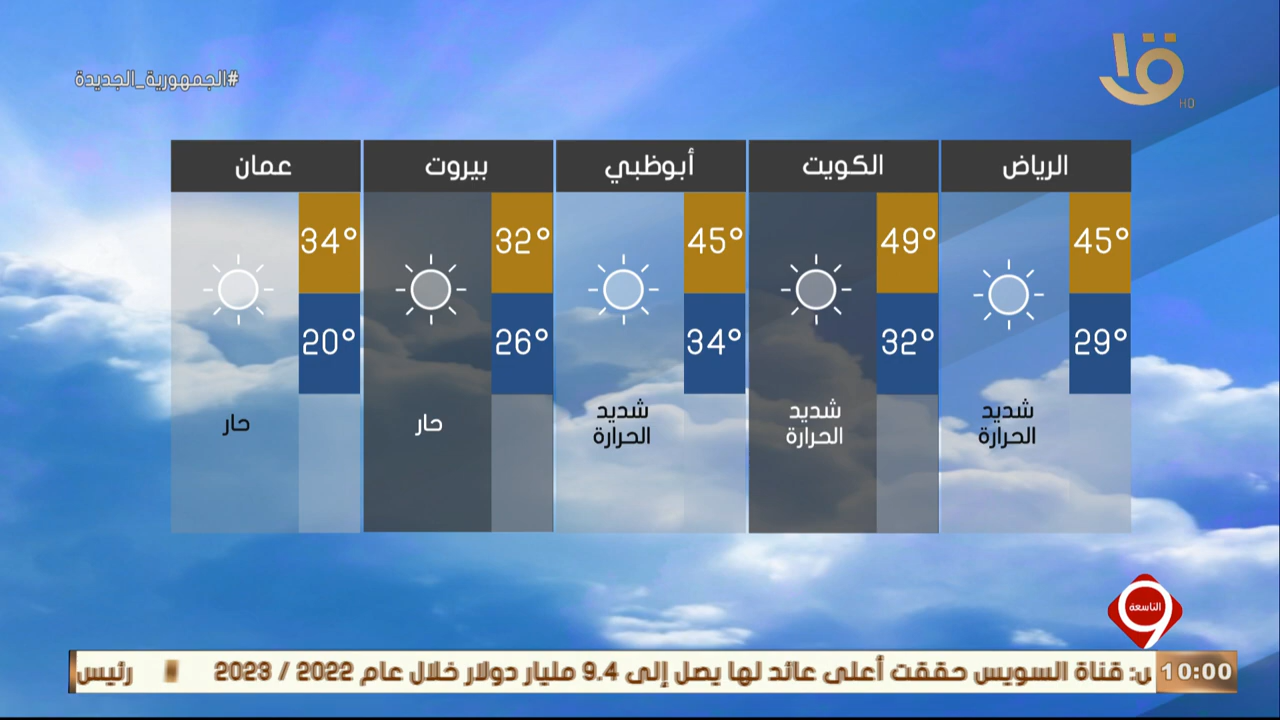 #الجمهورية_الجديدة
HD
الرياض
45°
29°
شديد
الحرارة
الكويت
49°
32°
شديد
الحرارة
أبوظبي
45°
34°
شديد
الحرارة
بيروت
32°
26°
حار
عمان
34°
20°
حار
التاسعة
9
10:00
س: قناة السويس حققت أعلى عائد لها يصل إلى 9.4 مليار دولار خلال عام 2022 / 2023 رئيس